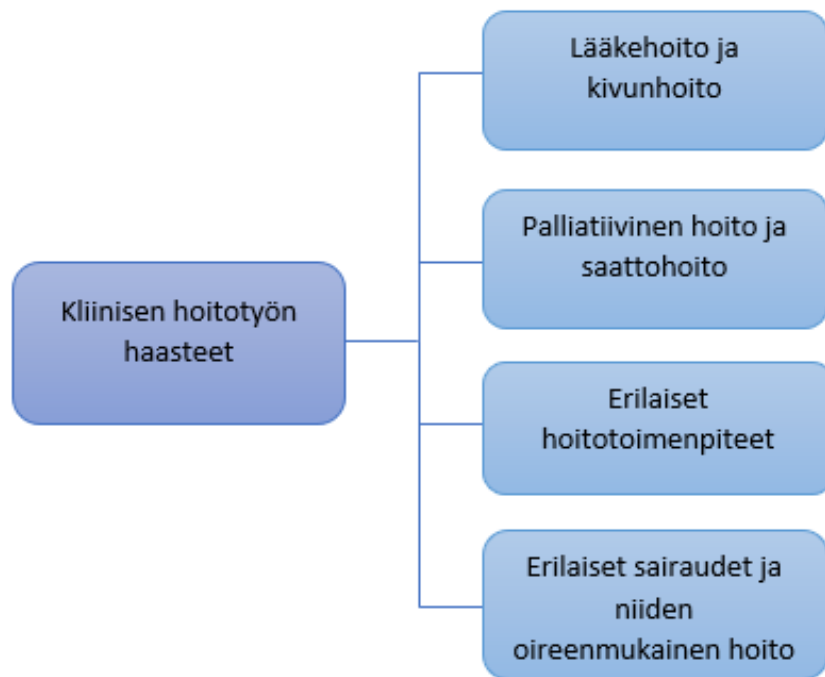 Lääkehoito ja
kivunhoito
Palliatiivinen hoito ja
saattohoito
Kliinisen hoitotyön
haasteet
Erilaiset
hoitotoimenpiteet
Erilaiset sairaudet ja
niiden
oireenmukainen hoito